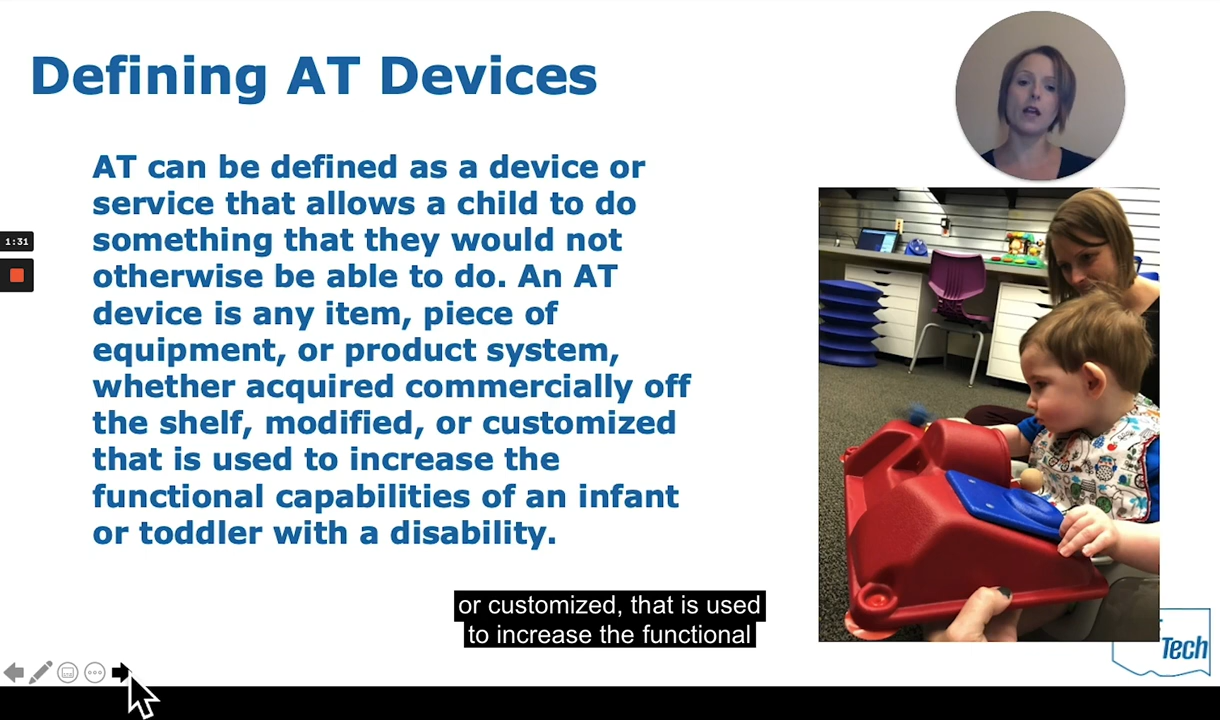 Defining AT Devices
AT can be defined as a device or
service that allows a child to do
something that they would not
otherwise be able to do. An AT
device is any item, piece of
equipment, or product system,
whether acquired commercially off
the shelf, modified, or customized
that is used to increase the
functional capabilities of an infant
or toddler with a disability.
1:31
or customized, that is used
to increase the functional
Tech